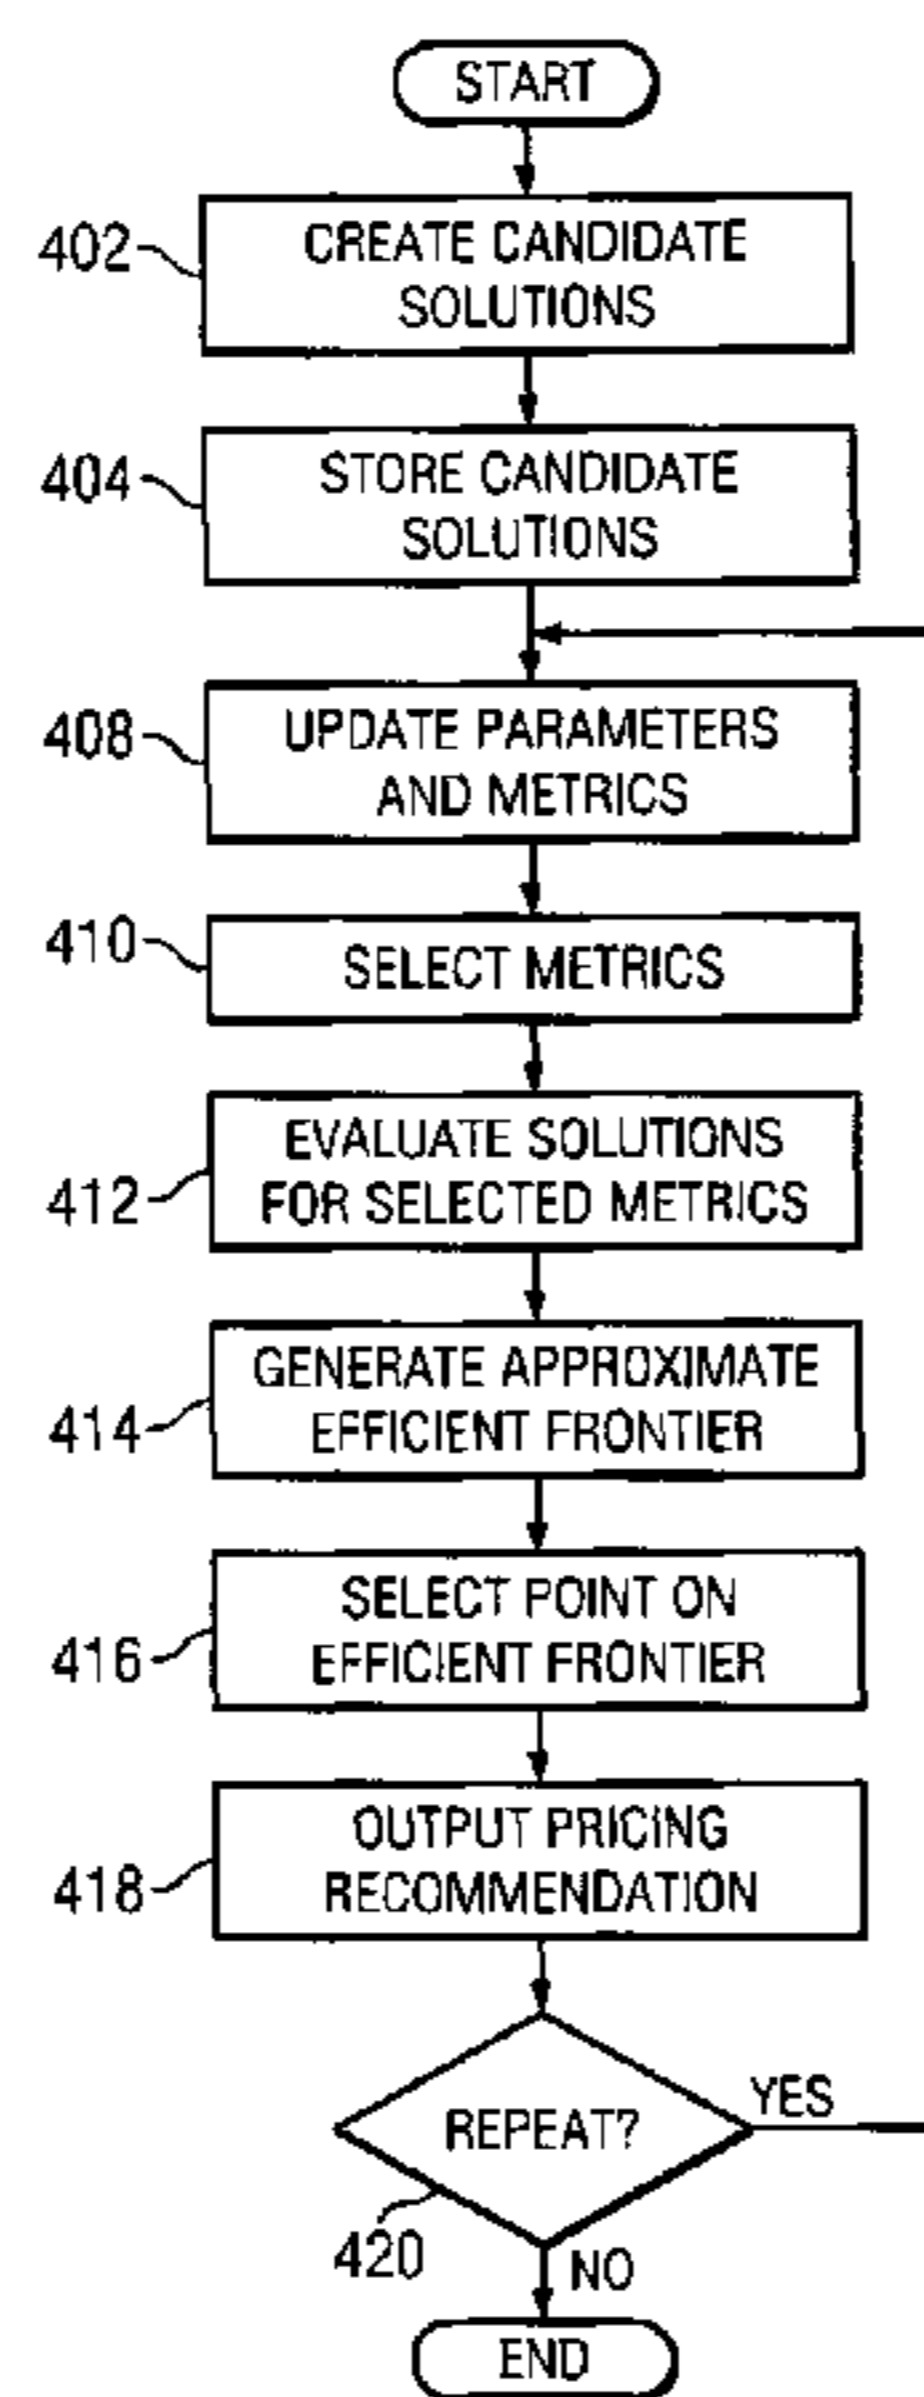 START
402
CREATE CANDIDATE
SOLUTIONS
404
STORE CANDIDATE
SOLUTIONS
408
UPDATE PARAMETERS
AND METRICS
410
SELECT METRICS
412
EVALUATE SOLUTIONS
FOR SELECTED METRICS
414
GENERATE APPROXIMATE
EFFICIENT FRONTIER
416
SELECT POINT ON
EFFICIENT FRONTIER
418
OUTPUT PRICING
RECOMMENDATION
REPEAT?
YES
420
NO
END